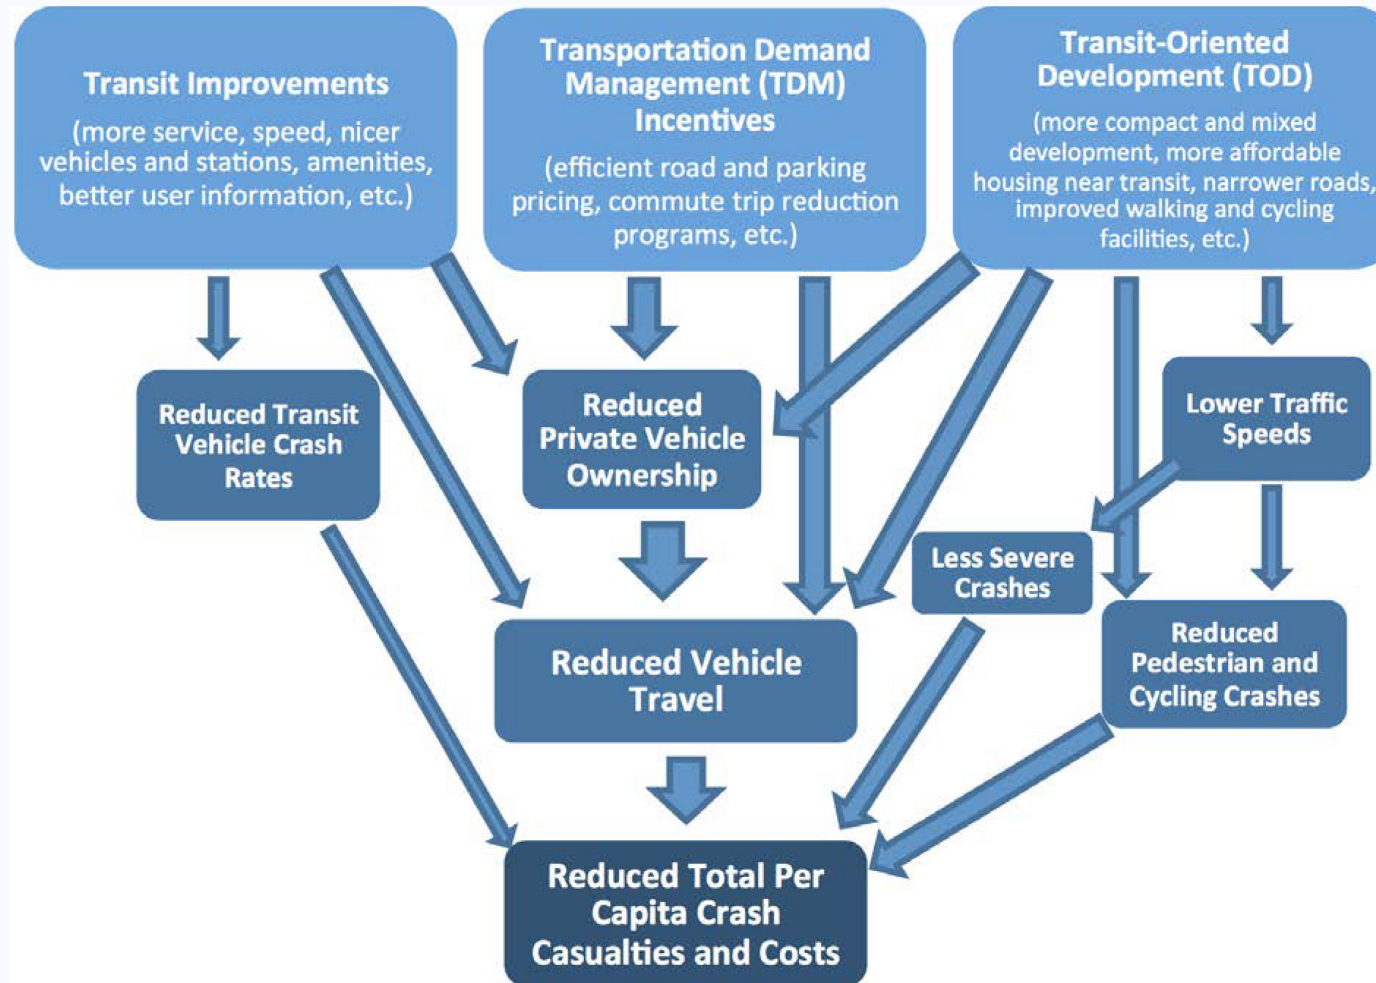 Transit Improvements
(more service, speed, nicer
vehicles and stations, amenities,
better user information, etc.)
Transportation Demand
Management (TDM)
Incentives
(efficient road and parking
pricing, commute trip reduction
programs, etc.)
Transit-Oriented
Development (TOD)
(more compact and mixed
development, more affordable
housing near transit, narrower roads,
improved walking and cycling
facilities, etc.)
Reduced Transit
Vehicle Crash
Rates
Reduced
Private Vehicle
Ownership
Lower Traffic
Speeds
Less Severe
Crashes
Reduced
Pedestrian and
Cycling Crashes
Reduced Vehicle
Travel
Reduced Total Per
Capita Crash
Casualties and Costs